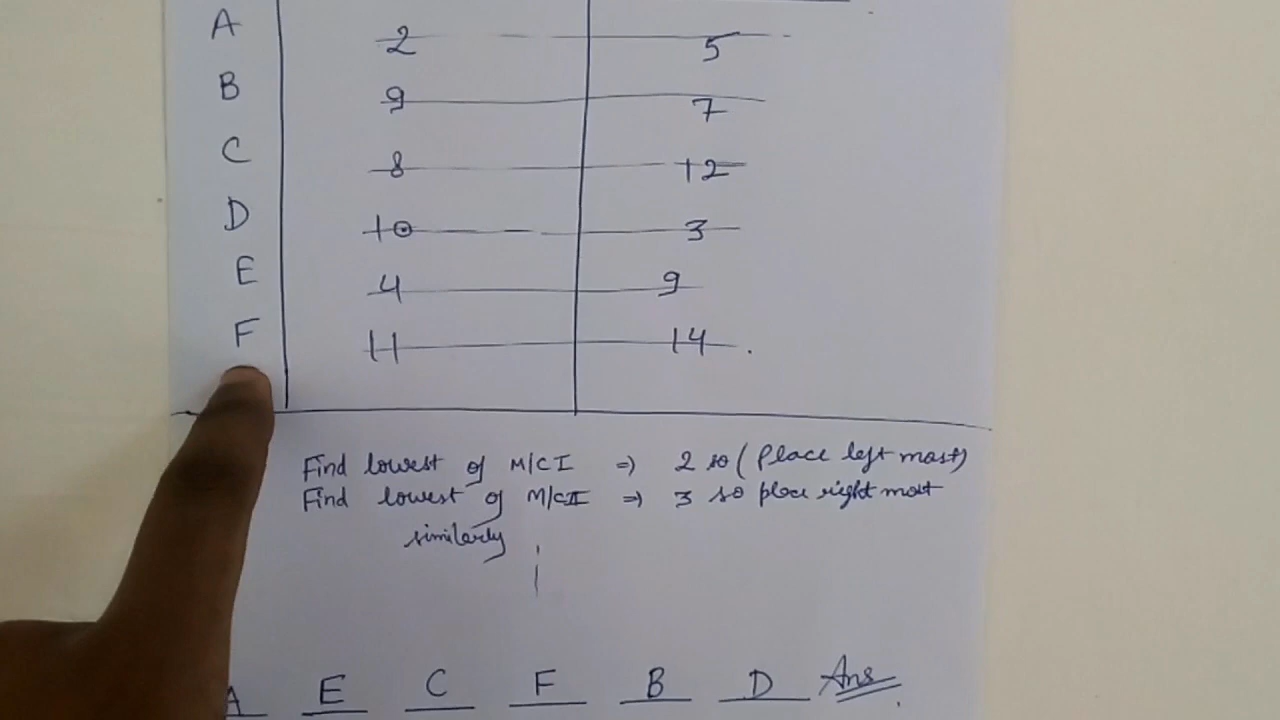 A 2 5
B 9 7
C 8 12
D 10 3
E 4 9
F 11 14.
Find lowest of M/C I => 2 so (Place left most)
Find lowest of M/C II => 3 so place right most
similarly
A E C F B D Ans